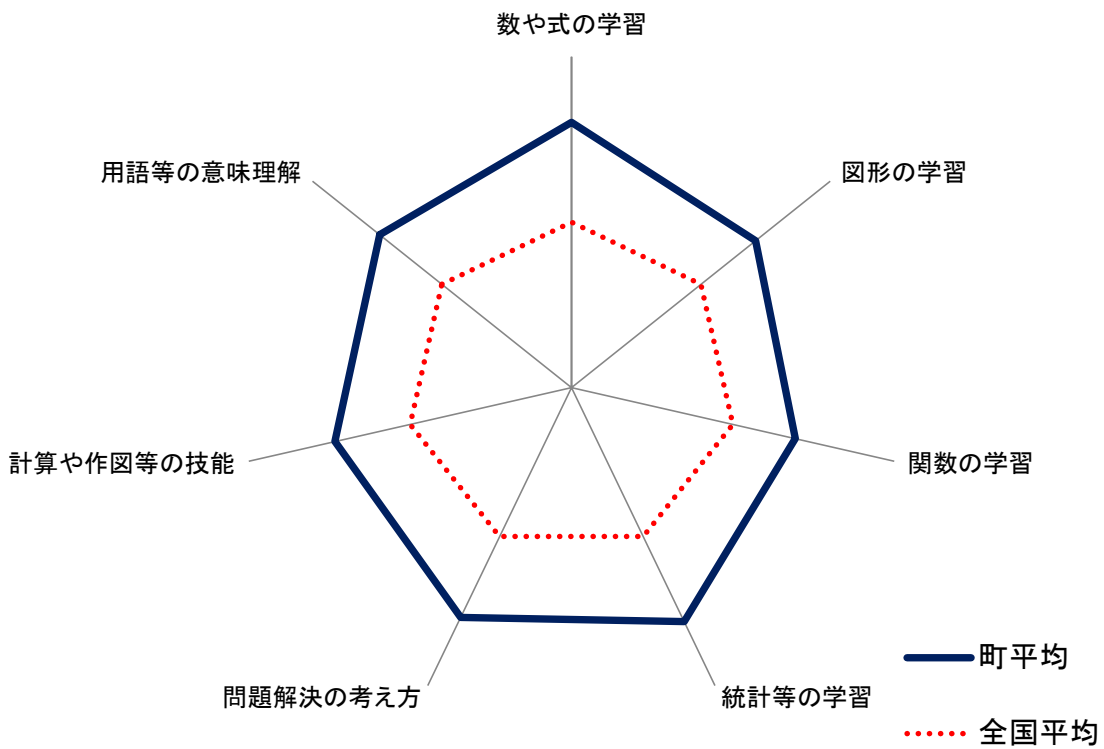 数や式の学習
用語等の意味理解
図形の学習
計算や作図等の技能
関数の学習
問題解決の考え方
統計等の学習
町平均
全国平均